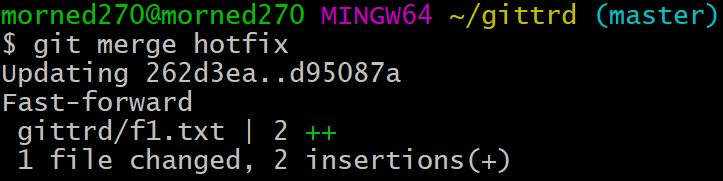 morned270@morned270 MINGW64 ~/gittrd (master)
$ git merge hotfix
Updating 262d3ea..d95087a
Fast-forward
 gittrd/f1.txt | 2 ++
 1 file changed, 2 insertions(+)